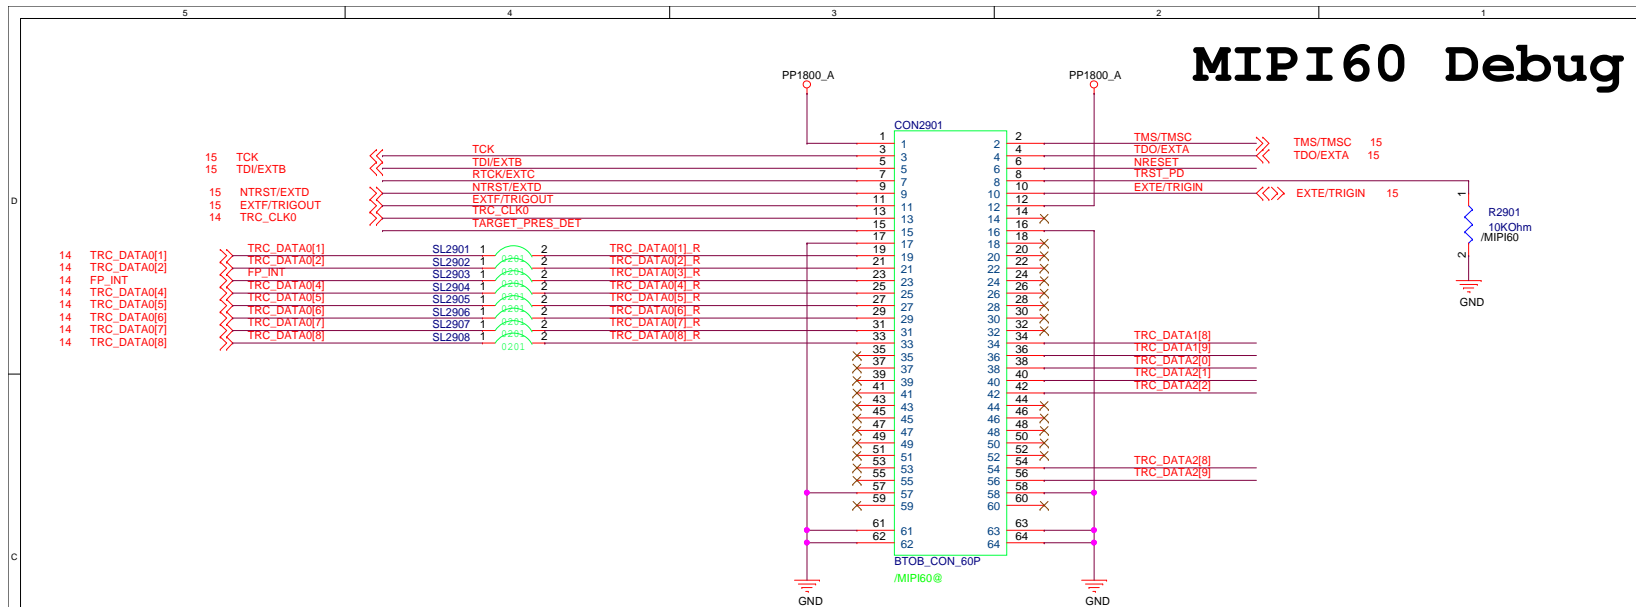 5 4 3 2 1
MIPI60 Debug
PP1800_A PP1800_A
CON2901
1 1 2 2 TMS/TMSC TMS/TMSC 15
15 TCK TCK 3 3 4 4 TDO/EXTA TDO/EXTA 15
15 TDI/EXTB TDI/EXTB 5 5 6 6 NRESET
RTCK/EXTC 7 7 8 8 TRST_PD
15 NTRST/EXTD NTRST/EXTD 9 9 10 10 EXTE/TRIGIN EXTE/TRIGIN 15 1
15 EXTF/TRIGOUT EXTF/TRIGOUT 11 11 12 12
D
R2901
10KOhm
/MIPI60
2
GND
14 TRC_CLK0 TRC_CLK0 13 13 14 14
TARGET_PRES_DET 15 15 16 16
17 17 18 18
14 TRC_DATA0[1] TRC_DATA0[1] SL2901 1 0201 2 TRC_DATA0[1]_R 19 19 20 20
14 TRC_DATA0[2] TRC_DATA0[2] SL2902 1 0201 2 TRC_DATA0[2]_R 21 21 22 22
14 FP_INT FP_INT SL2903 1 0201 2 TRC_DATA0[3]_R 23 23 24 24
14 TRC_DATA0[4] TRC_DATA0[4] SL2904 1 0201 2 TRC_DATA0[4]_R 25 25 26 26
14 TRC_DATA0[5] TRC_DATA0[5] SL2905 1 0201 2 TRC_DATA0[5]_R 27 27 28 28
14 TRC_DATA0[6] TRC_DATA0[6] SL2906 1 0201 2 TRC_DATA0[6]_R 29 29 30 30
14 TRC_DATA0[7] TRC_DATA0[7] SL2907 1 0201 2 TRC_DATA0[7]_R 31 31 32 32
14 TRC_DATA0[8] TRC_DATA0[8] SL2908 1 0201 2 TRC_DATA0[8]_R 33 33 34 34 TRC_DATA1[8]
35 35 36 36 TRC_DATA1[9]
37 37 38 38 TRC_DATA2[0]
39 39 40 40 TRC_DATA2[1]
41 41 42 42 TRC_DATA2[2]
43 43 44 44
45 45 46 46
47 47 48 48
49 49 50 50
51 51 52 52
53 53 54 54 TRC_DATA2[8]
55 55 56 56 TRC_DATA2[9]
57 57 58 58
59 59 60 60
61 61 63 63
62 62 64 64
C
BTOB_CON_60P
/MIPI60@
GND GND